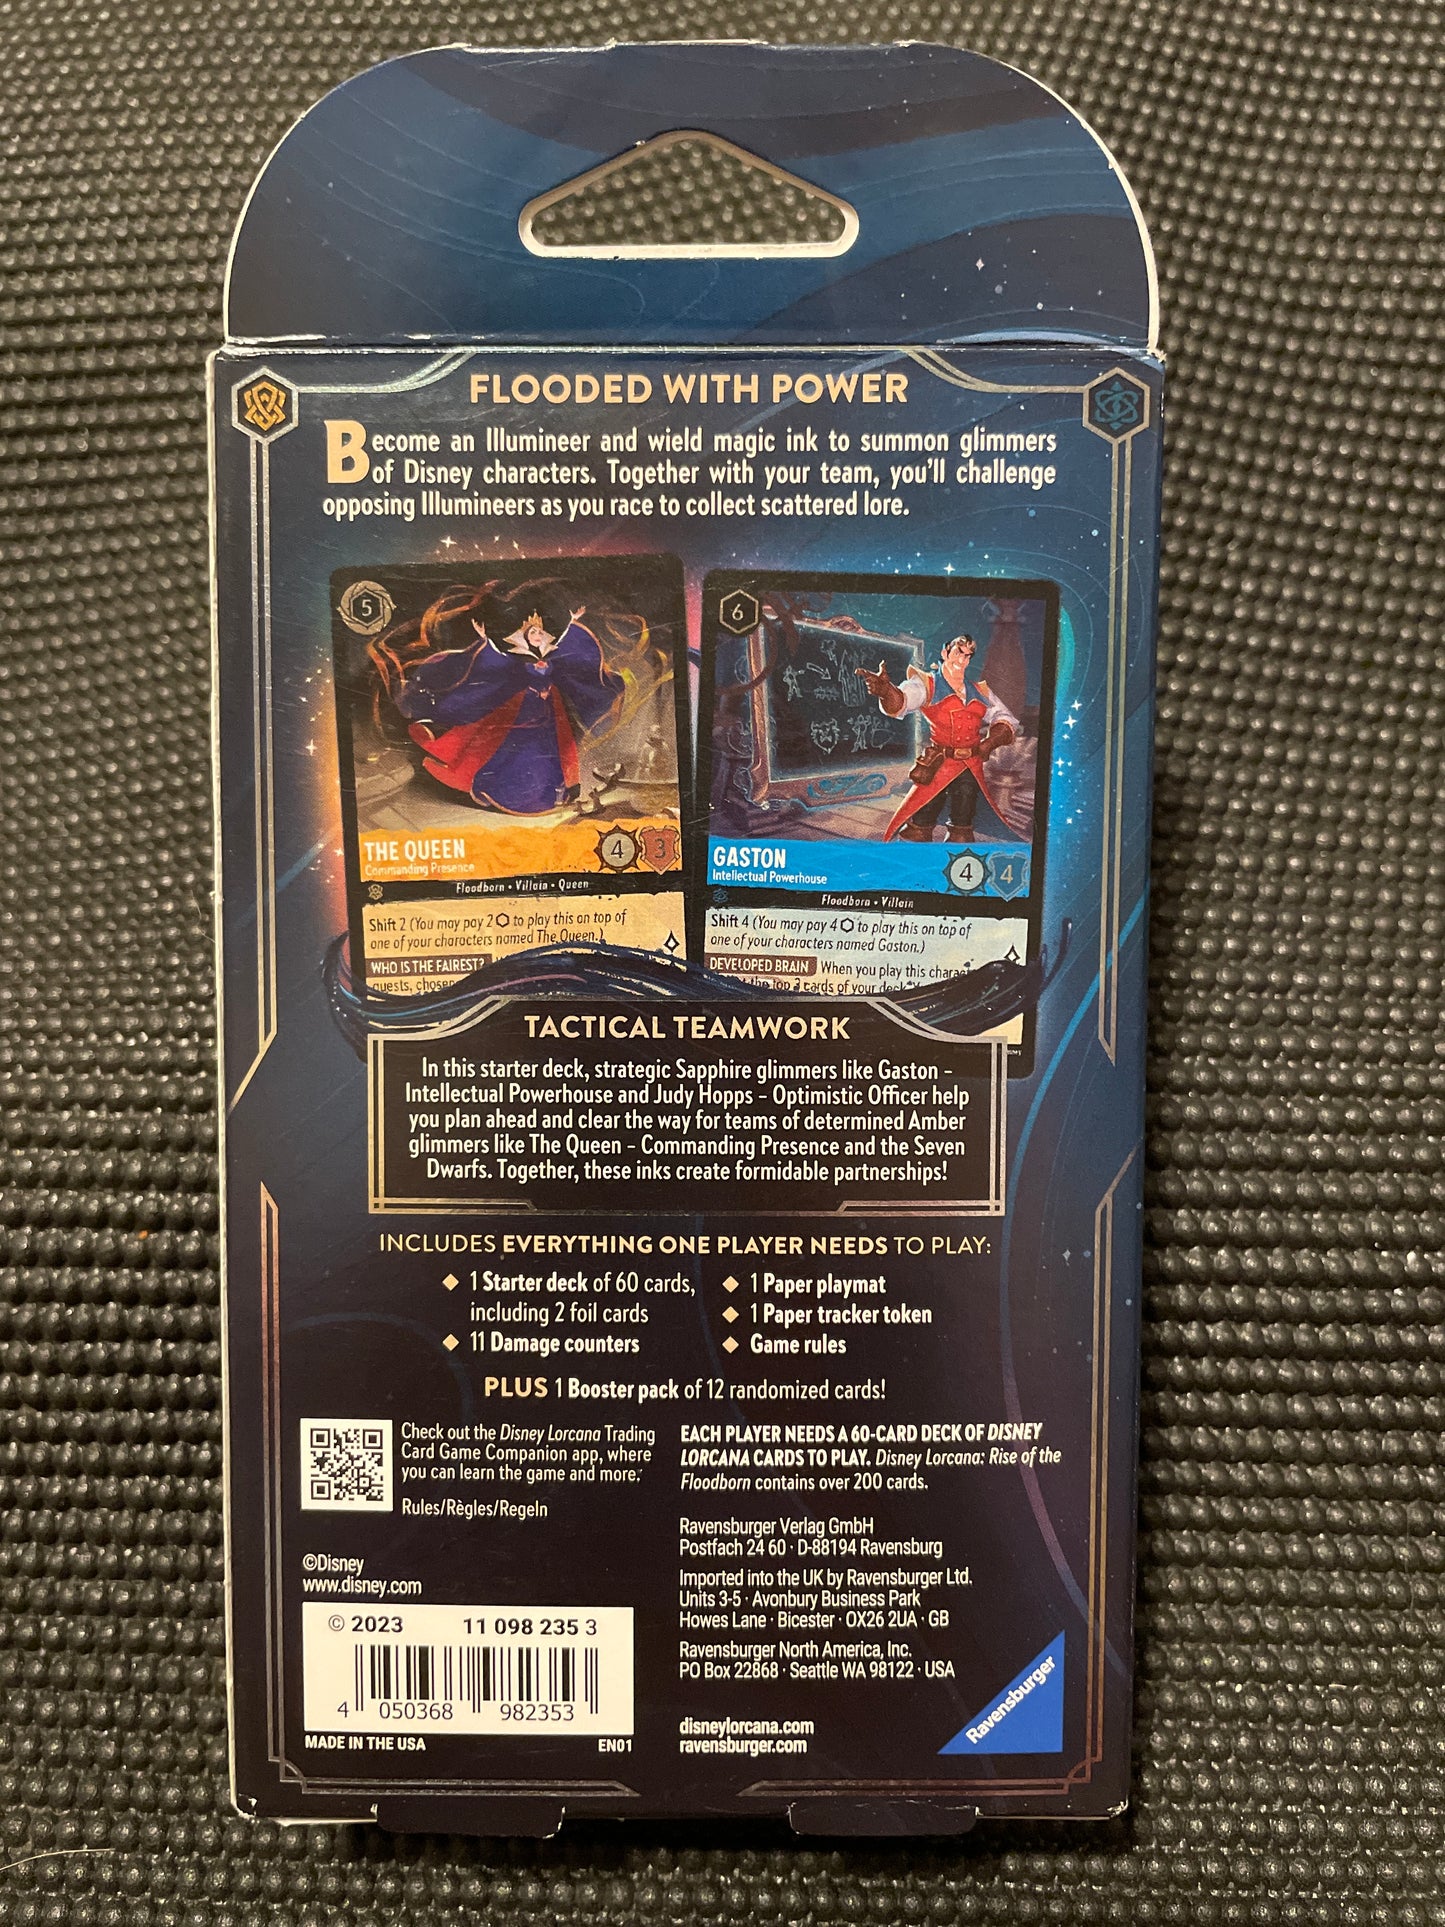 FLOODED WITH POWER
Become an Illumineer and wield magic ink to summon glimmers
of Disney characters. Together with your team, you'll challenge
opposing Illumineers as you race to collect scattered lore.
5
THE QUEEN
Commanding Presence
4 3
Floodborn • Villain • Queen
Shift 2 (You may pay 2 ⬡ to play this on top of
one of your characters named The Queen.)
WHO IS THE FAIREST?
quests, chosen
6
GASTON
Intellectual Powerhouse
4 4
Floodborn • Villain
Shift 4 (You may pay 4 ⬡ to play this on top of
one of your characters named Gaston.)
DEVELOPED BRAIN When you play this
the top 3 cards of your deck
TACTICAL TEAMWORK
In this starter deck, strategic Sapphire glimmers like Gaston –
Intellectual Powerhouse and Judy Hopps – Optimistic Officer help
you plan ahead and clear the way for teams of determined Amber
glimmers like The Queen – Commanding Presence and the Seven
Dwarfs. Together, these inks create formidable partnerships!
INCLUDES EVERYTHING ONE PLAYER NEEDS TO PLAY:
◆ 1 Starter deck of 60 cards,
including 2 foil cards
◆ 11 Damage counters
◆ 1 Paper playmat
◆ 1 Paper tracker token
◆ Game rules
PLUS 1 Booster pack of 12 randomized cards!
Check out the Disney Lorcana Trading
Card Game Companion app, where
you can learn the game and more.
Rules/Règles/Regeln
©Disney
www.disney.com
© 2023 11 098 235 3
4 050368 982353
MADE IN THE USA EN01
EACH PLAYER NEEDS A 60-CARD DECK OF DISNEY
LORCANA CARDS TO PLAY. Disney Lorcana: Rise of the
Floodborn contains over 200 cards.
Ravensburger Verlag GmbH
Postfach 24 60 · D-88194 Ravensburg
Imported into the UK by Ravensburger Ltd.
Units 3-5 · Avonbury Business Park
Howes Lane · Bicester · OX26 2UA · GB
Ravensburger North America, Inc.
PO Box 22868 · Seattle WA 98122 · USA
disneylorcana.com
ravensburger.com
Ravensburger